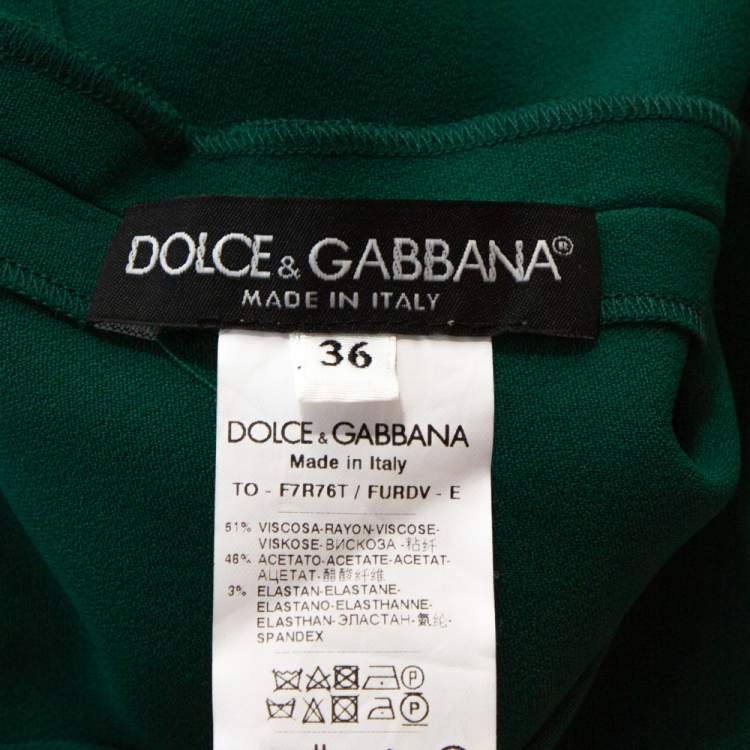 DOLCE & GABBANA®
MADE IN ITALY
36
DOLCE & GABBANA
Made in Italy
TO - F7R76T / FURDV - E
51% VISCOSA-RAYON-VISCOSE-
VISKOSE-ВИСКОЗА-粘纤
46% ACETATO-ACETATE-ACETAT-
АЦЕТАТ-醋酸纤维
3% ELASTAN-ELASTANE-
ELASTANO-ELASTHANNE-
ELASTHAN-ЭЛАСТАН-氨纶-
SPANDEX
P
P